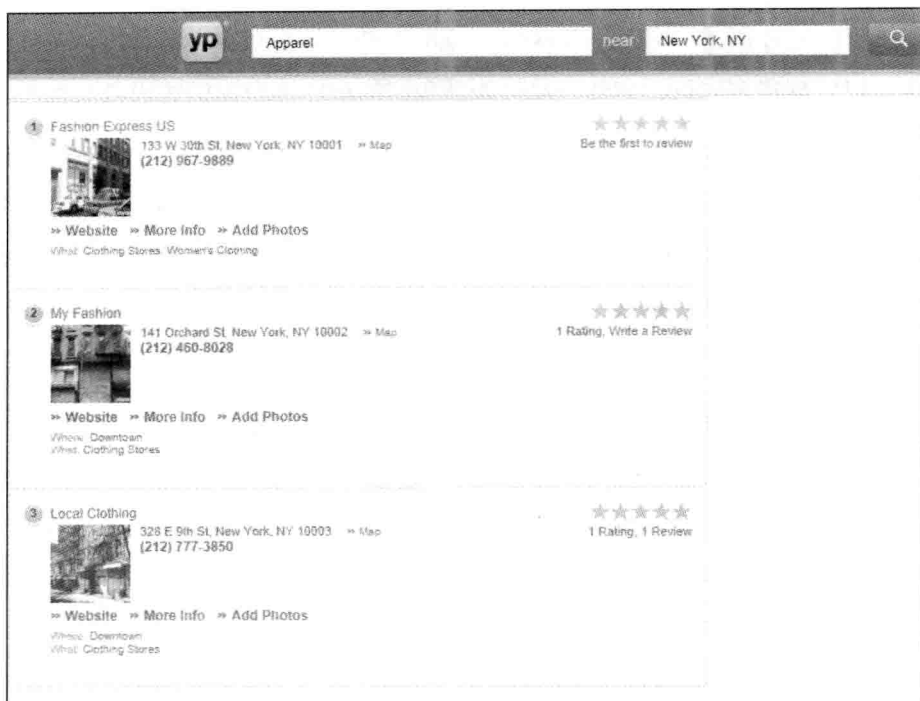 yp Apparel near New York, NY
1 Fashion Express US
133 W 30th St, New York, NY 10001 » Map
Be the first to review
(212) 967-9889
» Website » More Info » Add Photos
What: Clothing Stores, Women's Clothing
2 My Fashion
141 Orchard St, New York, NY 10002 » Map
1 Rating, Write a Review
(212) 460-8028
» Website » More Info » Add Photos
Where: Downtown
What: Clothing Stores
3 Local Clothing
328 E 9th St, New York, NY 10003 » Map
1 Rating, 1 Review
(212) 777-3850
» Website » More Info » Add Photos
Where: Downtown
What: Clothing Stores